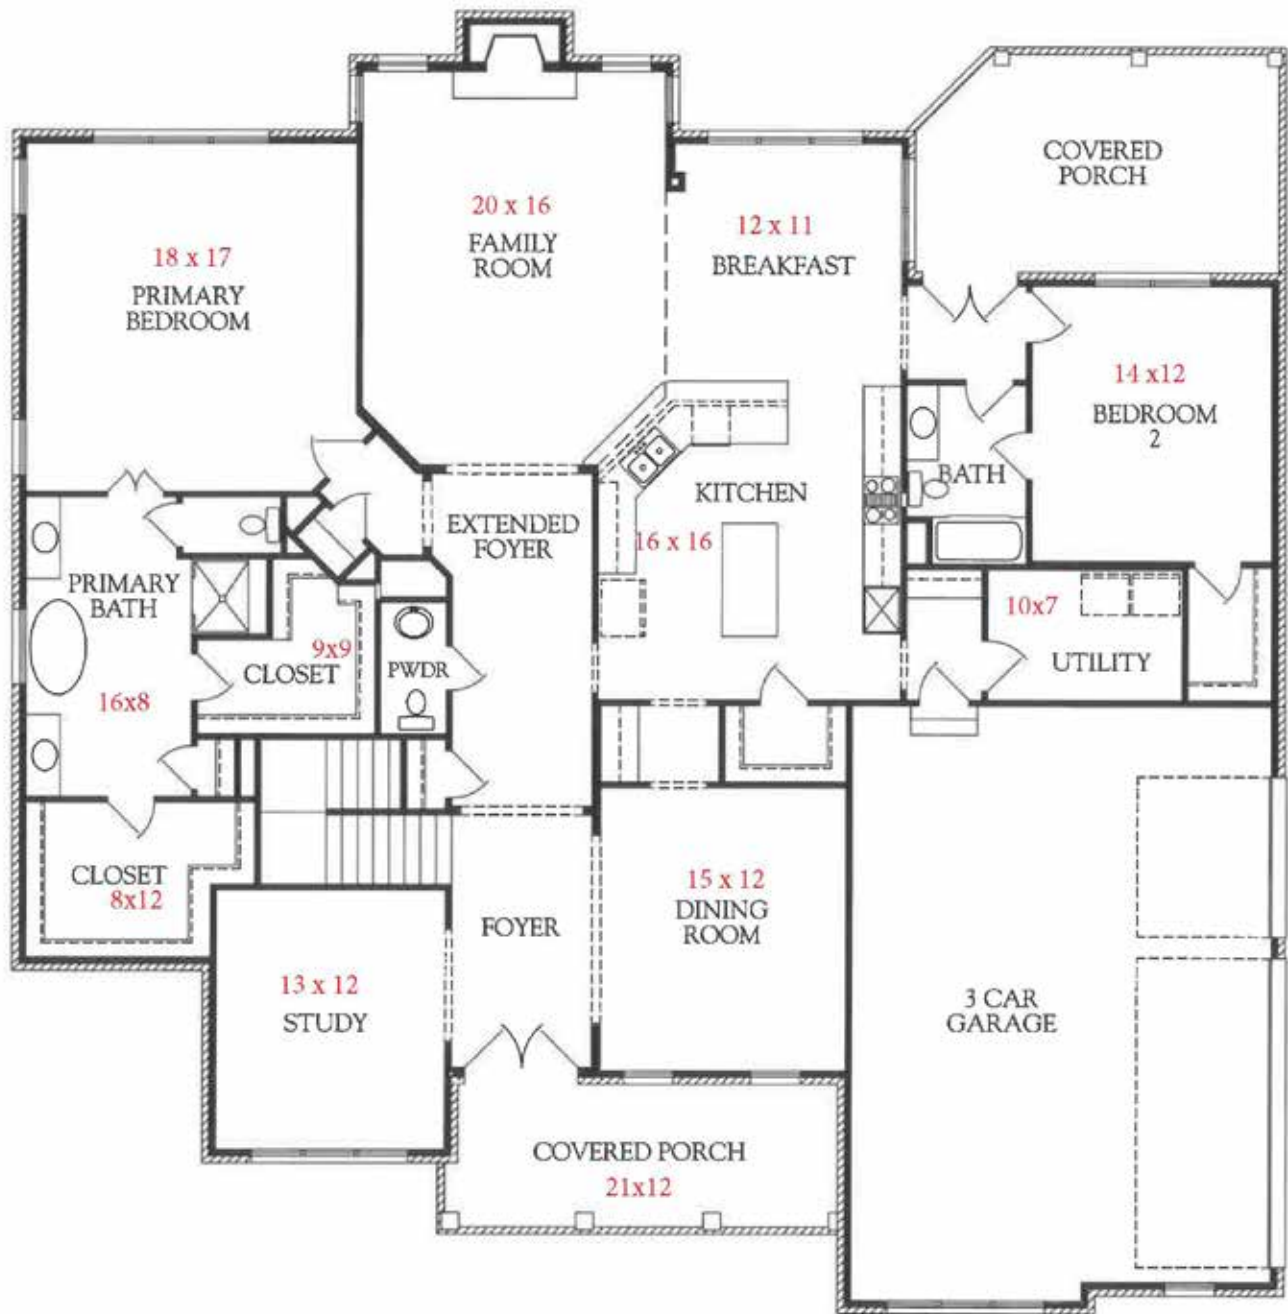 COVERED
PORCH
20 x 16
FAMILY
ROOM
12 x 11
BREAKFAST
18 x 17
PRIMARY
BEDROOM
14 x12
BEDROOM
2
BATH
KITCHEN
16 x 16
EXTENDED
FOYER
PRIMARY
BATH
16x8
9x9
CLOSET
PWDR
10x7
UTILITY
CLOSET
8x12
FOYER
15 x 12
DINING
ROOM
13 x 12
STUDY
3 CAR
GARAGE
COVERED PORCH
21x12